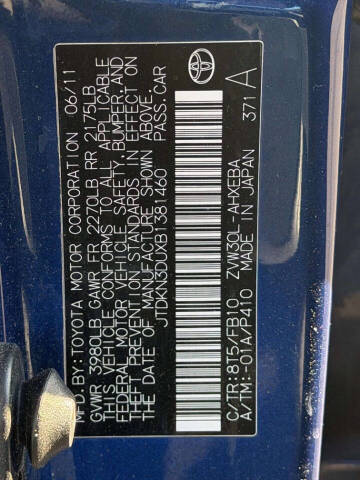 MFD.BY:TOYOTA MOTOR CORPORATION 06/11
GVWR 3980LB GAWR FR 2270LB RR 2175LB
THIS VEHICLE CONFORMS TO ALL APPLICABLE
FEDERAL MOTOR VEHICLE SAFETY, BUMPER, AND
THEFT PREVENTION STANDARDS IN EFFECT ON
THE DATE OF MANUFACTURE SHOWN ABOVE.
JTDKN3DUXB1381460 PASS.CAR
C/TR:8T5/FB10 ZVW30L-AHXEBA
A/TM:-01A/P410 MADE IN JAPAN 371 A